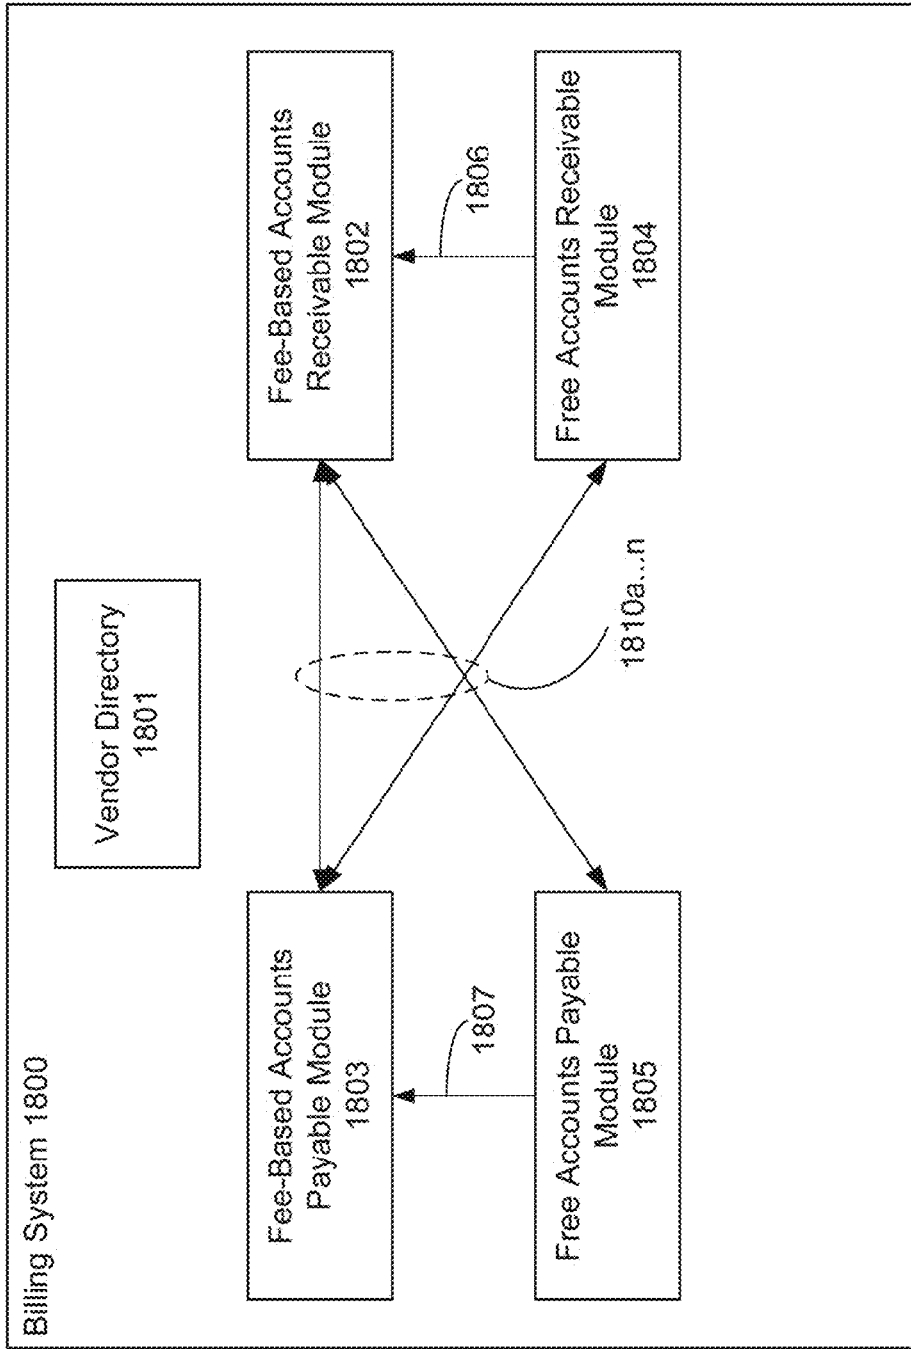 Billing System 1800
Vendor Directory
1801
Fee-Based Accounts
Payable Module
1803
Fee-Based Accounts
Receivable Module
1802
1807
1806
1810a...n
Free Accounts Payable
Module
1805
Free Accounts Receivable
Module
1804